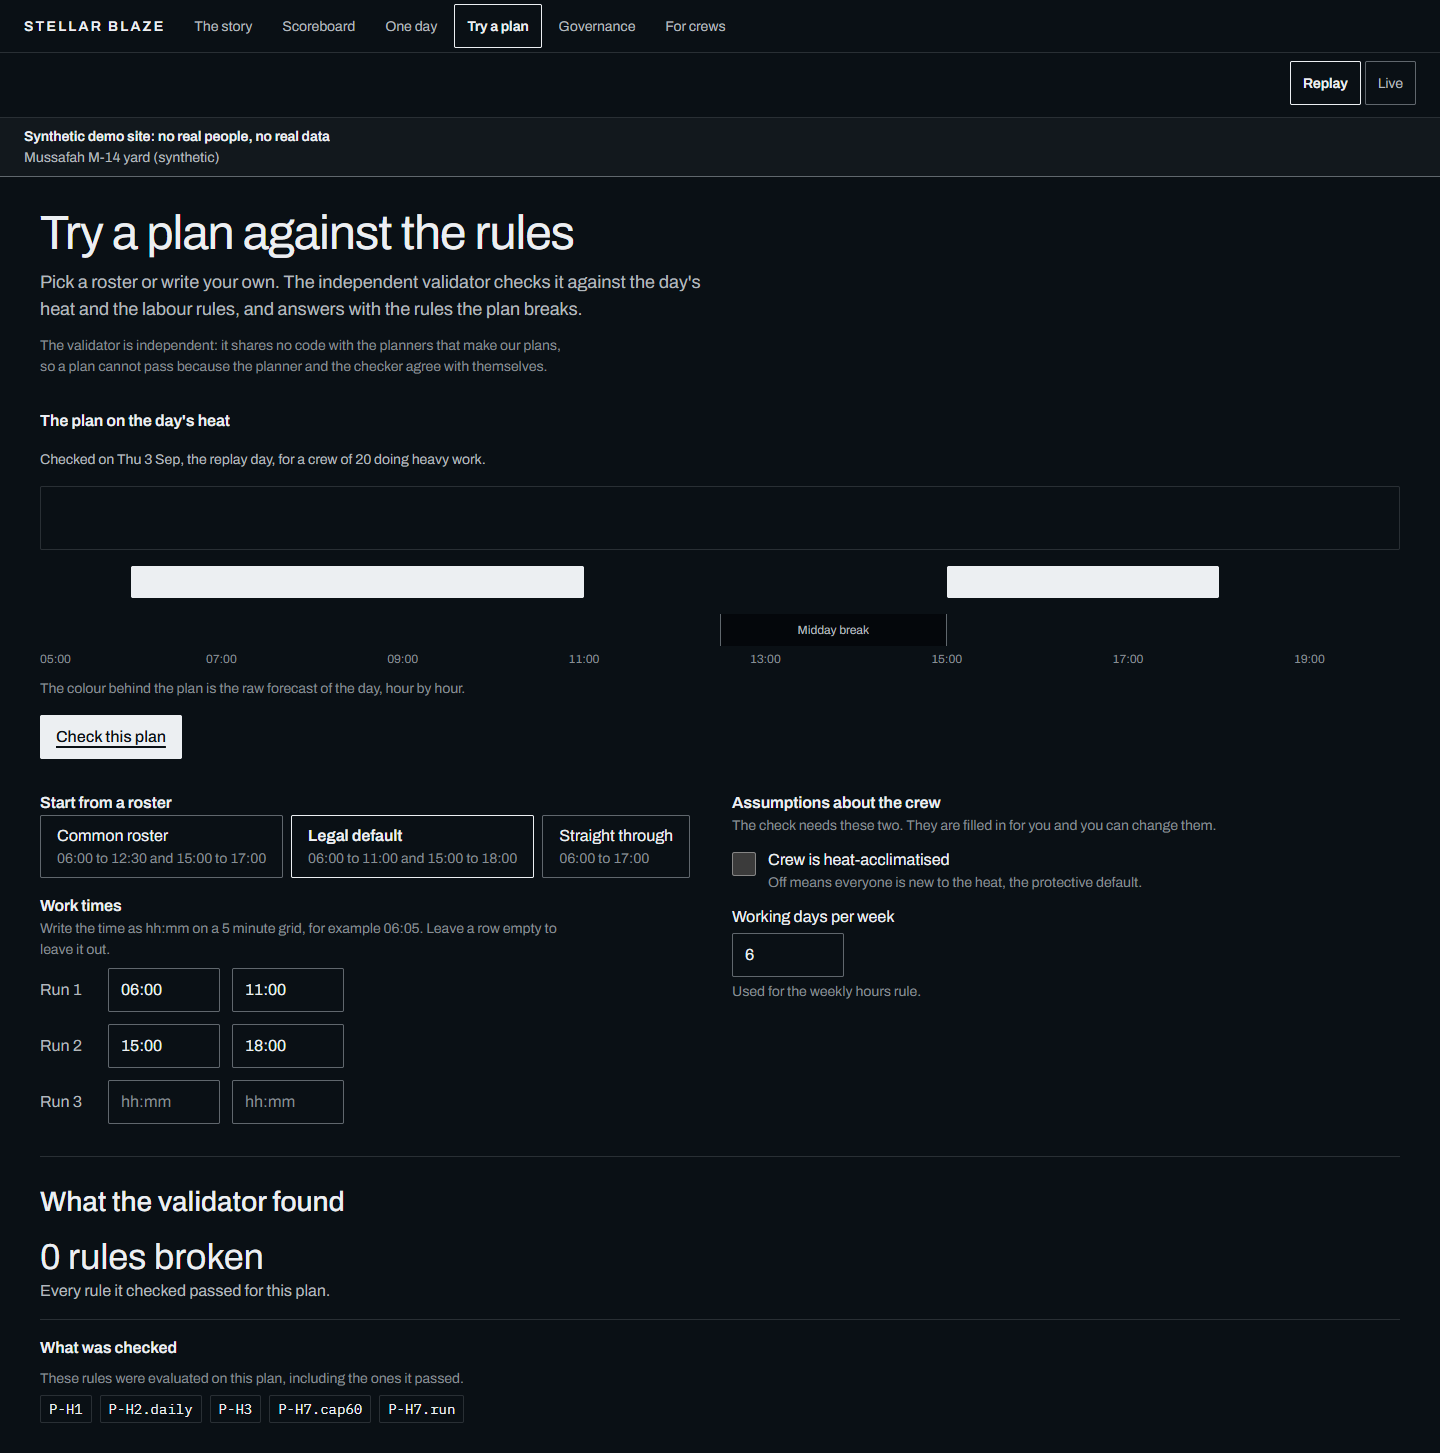 STELLAR BLAZE The story Scoreboard One day Try a plan Governance For crews
Replay Live
Synthetic demo site: no real people, no real data
Mussafah M-14 yard (synthetic)
Try a plan against the rules
Pick a roster or write your own. The independent validator checks it against the day's
heat and the labour rules, and answers with the rules the plan breaks.
The validator is independent: it shares no code with the planners that make our plans,
so a plan cannot pass because the planner and the checker agree with themselves.
The plan on the day's heat
Checked on Thu 3 Sep, the replay day, for a crew of 20 doing heavy work.
Midday break
05:00 07:00 09:00 11:00 13:00 15:00 17:00 19:00
The colour behind the plan is the raw forecast of the day, hour by hour.
Check this plan
Start from a roster
Common roster
06:00 to 12:30 and 15:00 to 17:00
Legal default
06:00 to 11:00 and 15:00 to 18:00
Straight through
06:00 to 17:00
Work times
Write the time as hh:mm on a 5 minute grid, for example 06:05. Leave a row empty to
leave it out.
Run 1 06:00 11:00
Run 2 15:00 18:00
Run 3 hh:mm hh:mm
Assumptions about the crew
The check needs these two. They are filled in for you and you can change them.
Crew is heat-acclimatised
Off means everyone is new to the heat, the protective default.
Working days per week
6
Used for the weekly hours rule.
What the validator found
0 rules broken
Every rule it checked passed for this plan.
What was checked
These rules were evaluated on this plan, including the ones it passed.
P-H1 P-H2.daily P-H3 P-H7.cap60 P-H7.run